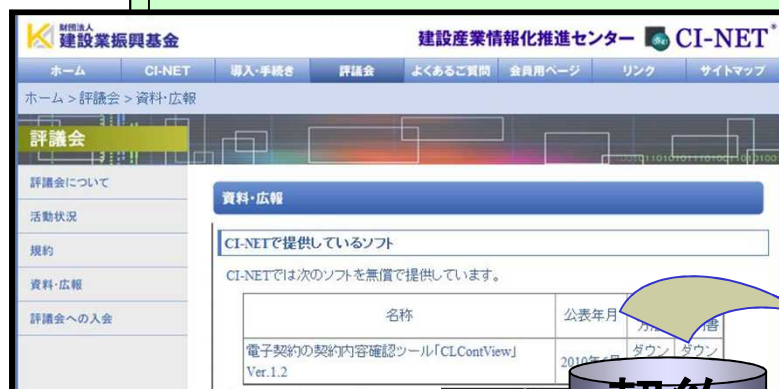 財団法人
建設業振興基金
建設産業情報化推進センター CI-NET
ホーム CI-NET 導入・手続き 評議会 よくあるご質問 会員用ページ リンク サイトマップ
ホーム > 評議会 > 資料・広報
評議会
評議会について
活動状況
規約
資料・広報
評議会への入会
資料・広報
CI-NETで提供しているソフト
CI-NETでは次のソフトを無償で提供しています。
名称 公表年月
電子契約の契約内容確認ツール「CLContView」 ダウン ダウン
Ver.1.2
契約